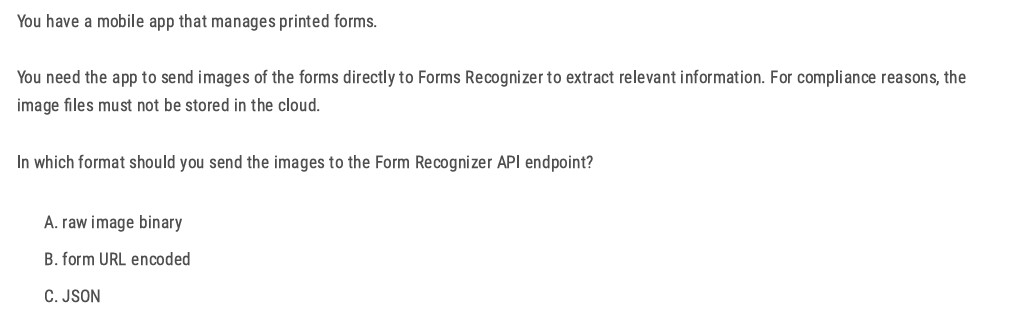 You have a mobile app that manages printed forms.
You need the app to send images of the forms directly to Forms Recognizer to extract relevant information. For compliance reasons, the
image files must not be stored in the cloud.
In which format should you send the images to the Form Recognizer API endpoint?
A. raw image binary
B. form URL encoded
C. JSON